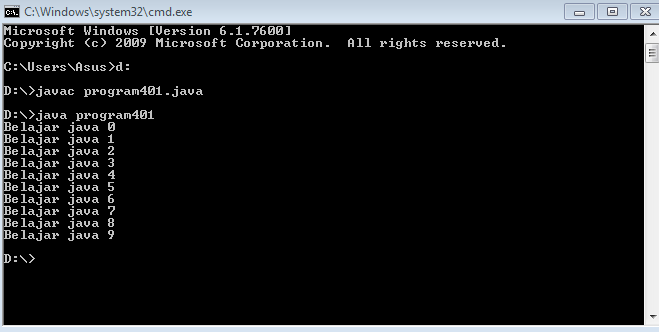 C:\Windows\system32\cmd.exe
Microsoft Windows [Version 6.1.7600]
Copyright (c) 2009 Microsoft Corporation.  All rights reserved.
C:\Users\Asus>d:
D:\>javac program401.java
D:\>java program401
Belajar java 0
Belajar java 1
Belajar java 2
Belajar java 3
Belajar java 4
Belajar java 5
Belajar java 6
Belajar java 7
Belajar java 8
Belajar java 9
D:\>